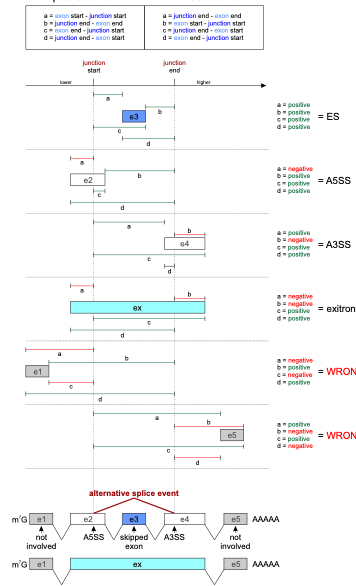 a = exon start - junction start
b = junction end - exon end
c = exon end - junction start
d = junction end - exon start
a = junction end - exon end
b = exon start - junction start
c = junction end - exon start
d = exon end - junction start
junction start
junction end
lower
higher
a
b
e3
c
d
a = positive
b = positive
c = positive
d = positive
= ES
a
b
e2
c
d
a = negative
b = positive
c = positive
d = positive
= A5SS
a
b
e4
c
d
a = positive
b = negative
c = positive
d = positive
= A3SS
a
b
ex
c
d
a = negative
b = negative
c = positive
d = positive
= exitron
a
b
e1
c
d
a = negative
b = positive
c = negative
d = positive
= WRON
a
b
e5
c
d
a = positive
b = negative
c = positive
d = negative
= WRON
alternative splice event
m⁷G e1 e2 e3 e4 e5 AAAAA
not involved
A5SS
skipped exon
A3SS
not involved
m⁷G e1 ex e5 AAAAA